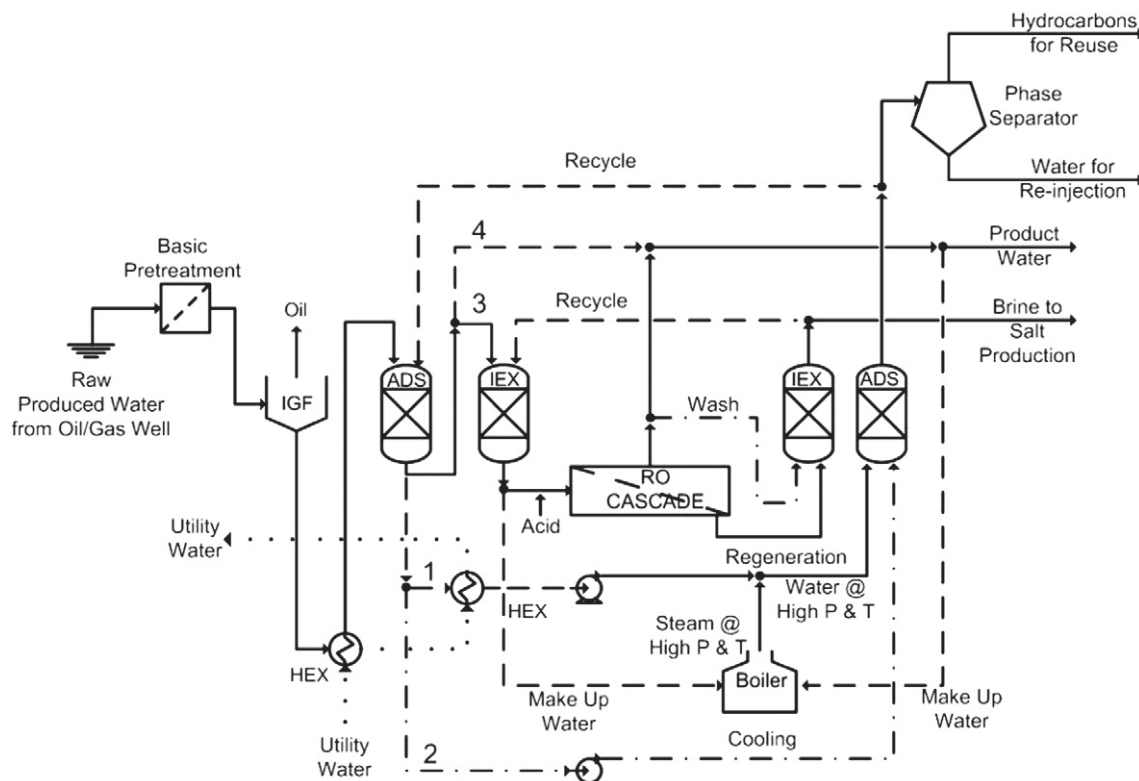 Hydrocarbons
for Reuse
Phase
Separator
Water for
Re-injection
Recycle
4
Product
Water
Basic
Pretreatment
3
Recycle
Brine to
Salt
Production
Oil
Raw
Produced Water
from Oil/Gas Well
IGF
ADS
IEX
IEX
ADS
Wash
RO
CASCADE
Acid
Utility
Water
1
HEX
Regeneration
Water @
High P & T
Steam @
High P & T
HEX
Boiler
Make Up
Water
Make Up
Water
Utility
Water
2
Cooling